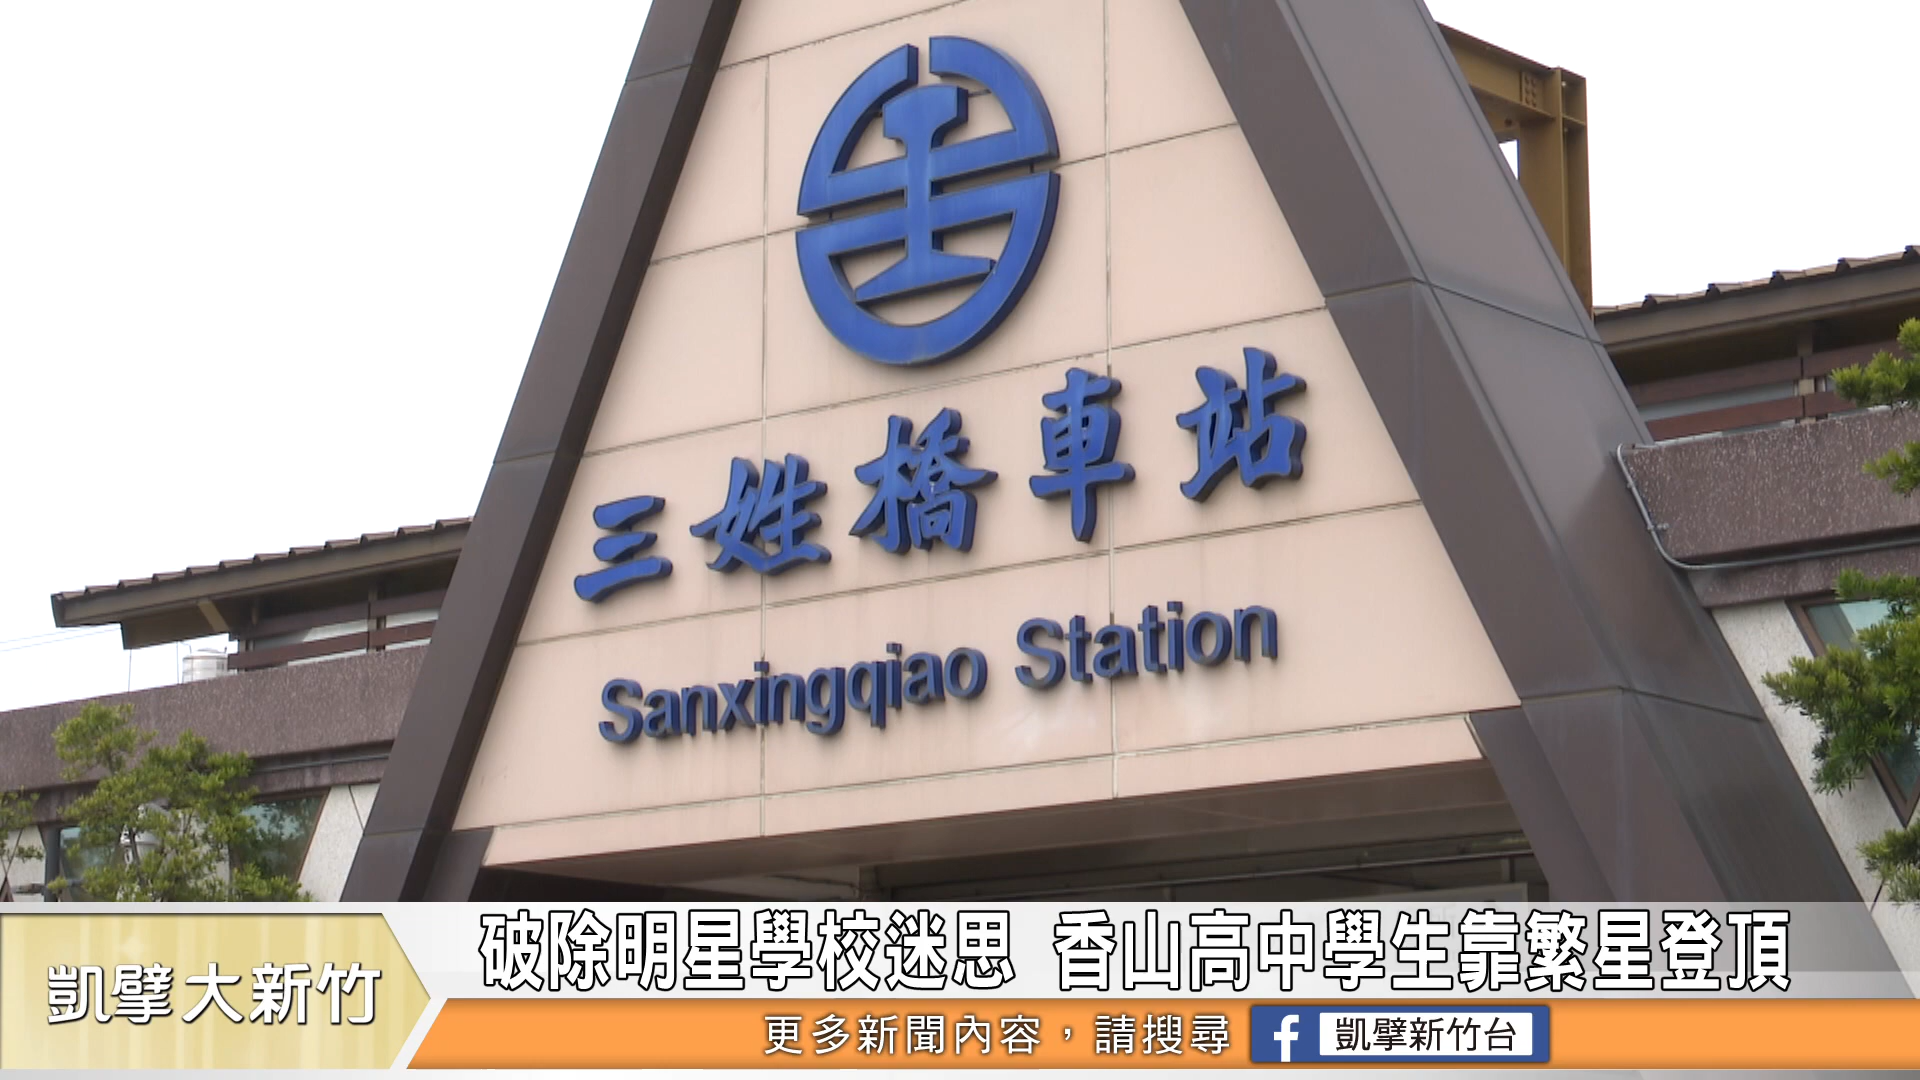 三姓橋車站
Sanxingqiao Station
破除明星學校迷思 香山高中學生靠繁星登頂
凱擘大新竹
更多新聞內容，請搜尋 f 凱擘新竹台